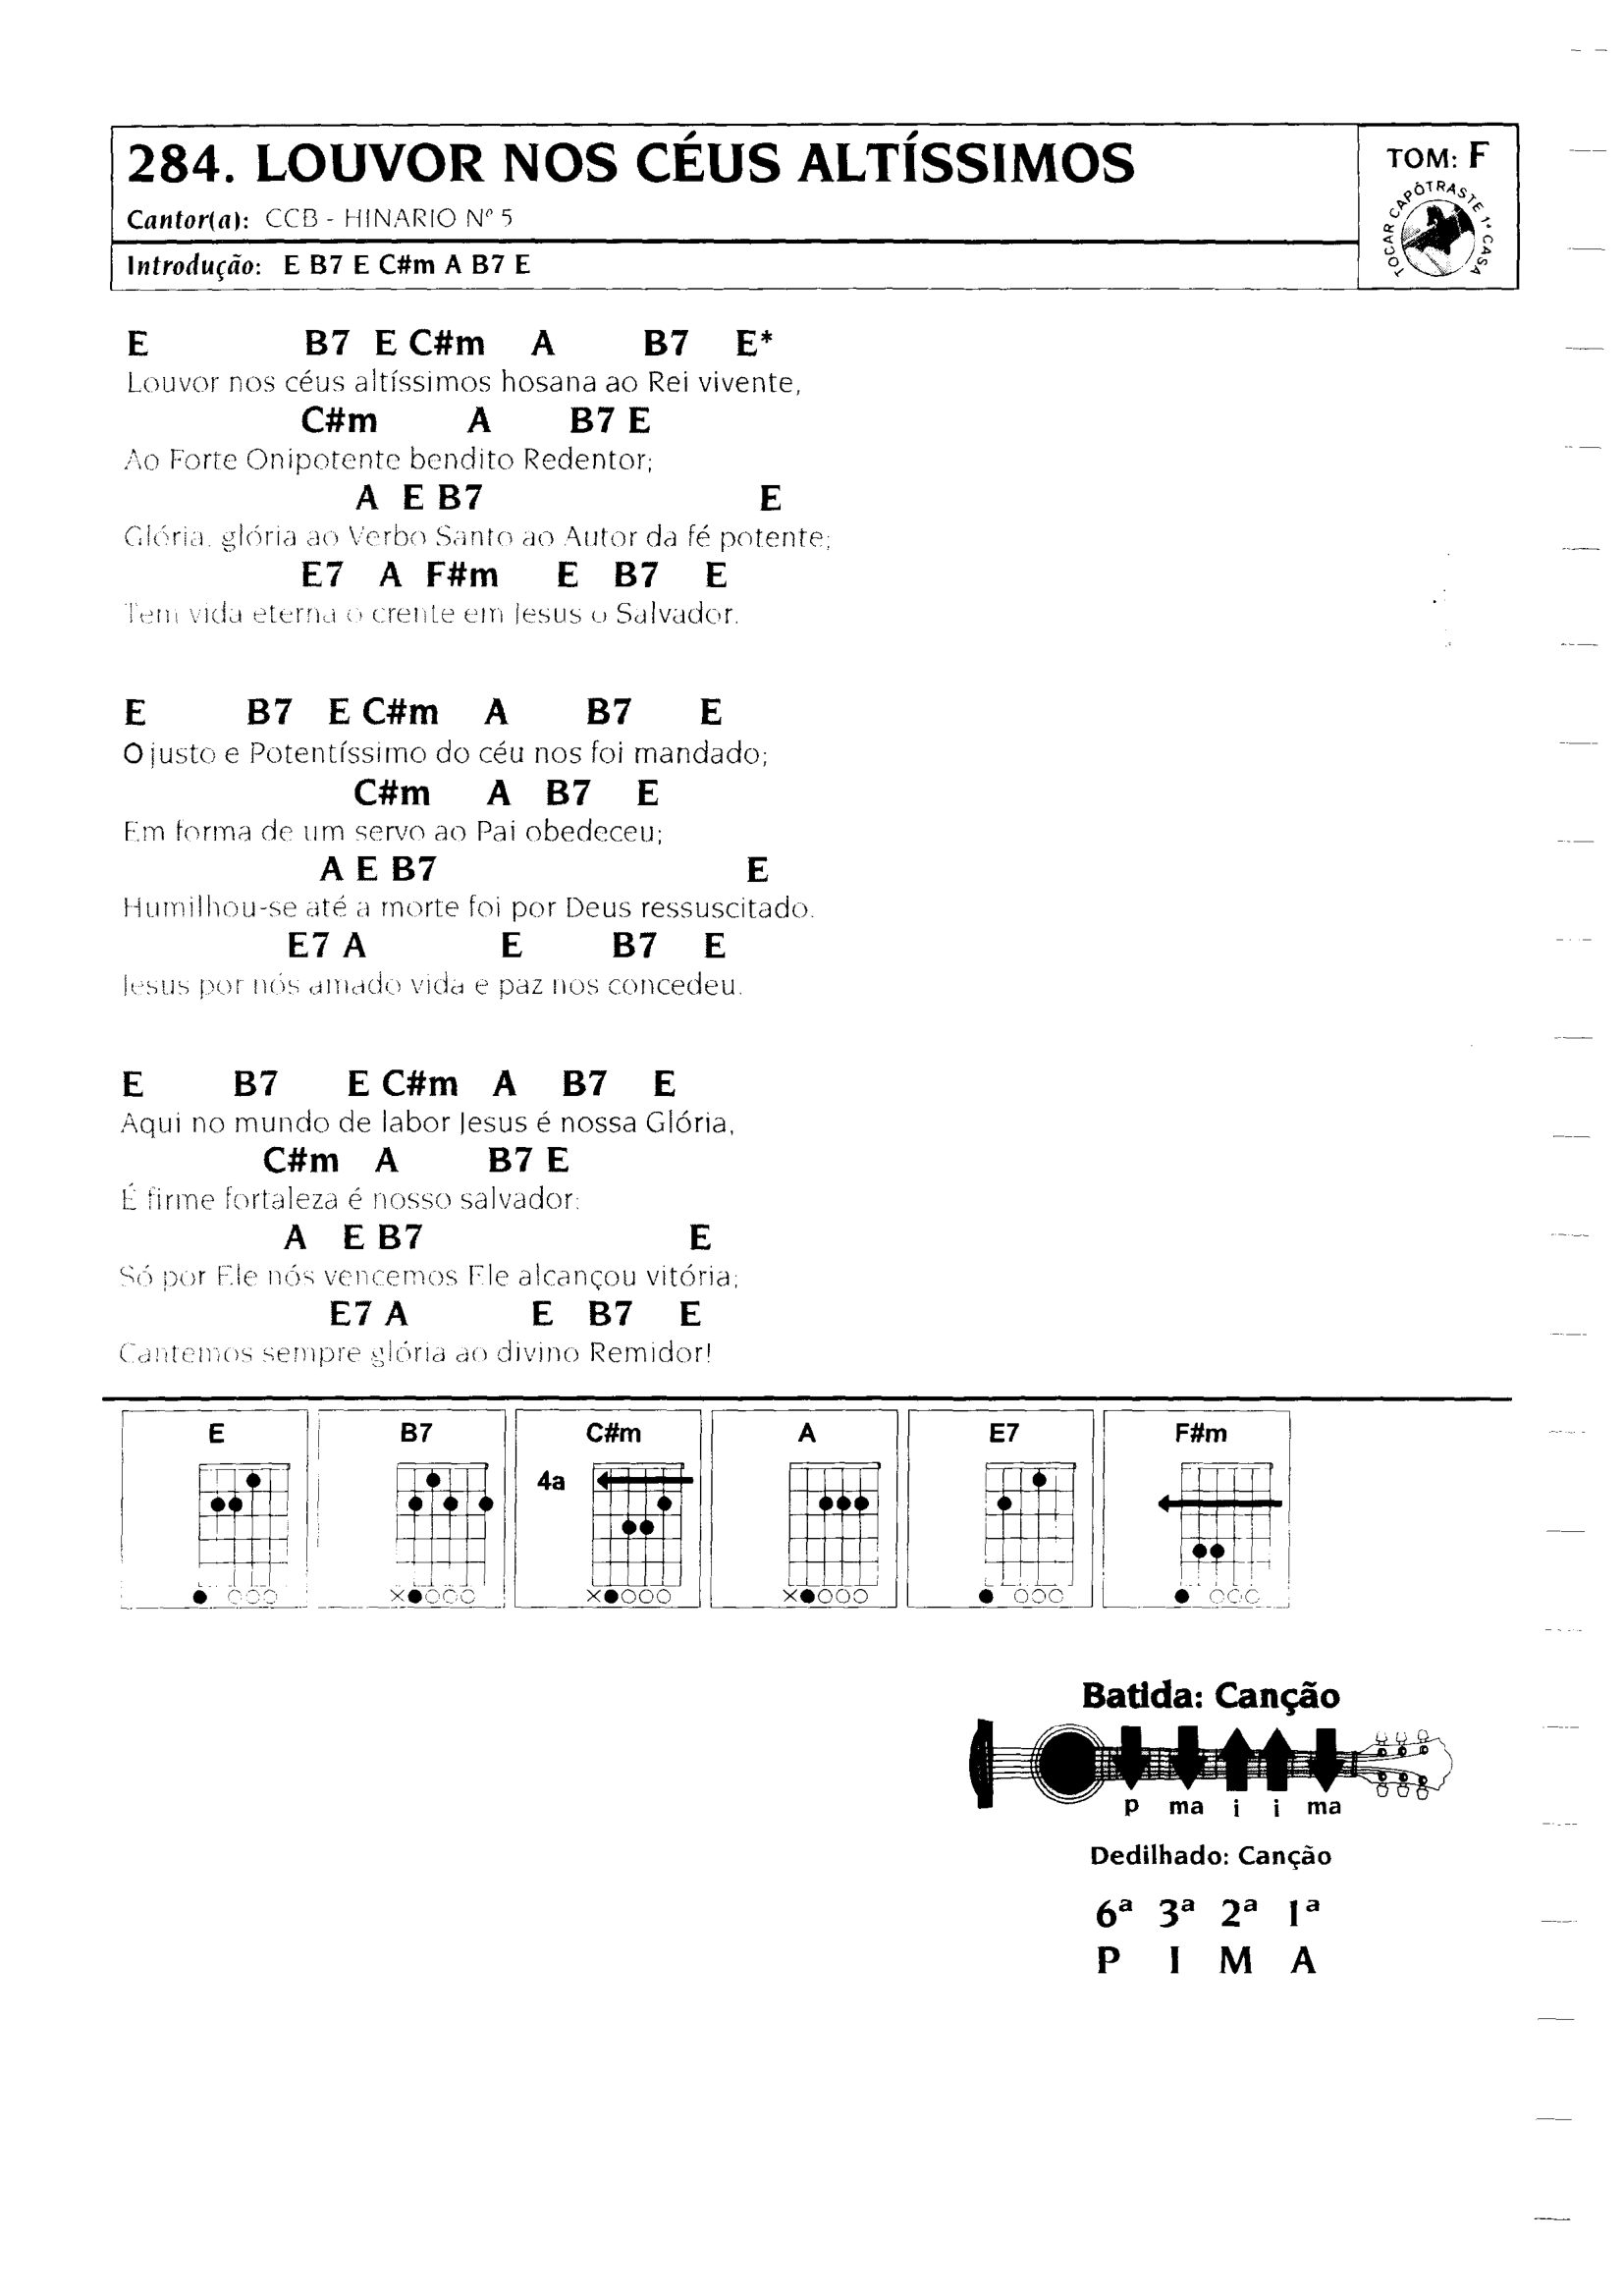 284. LOUVOR NOS CÉUS ALTÍSSIMOS
Cantor(a): CCB - HINARIO Nº 5
Introdução: E B7 E C#m A B7 E
TOM: F
TOCAR CAPÔTRASTE 1ª CASA
E B7 E C#m A B7 E*
Louvor nos céus altíssimos hosana ao Rei vivente,
C#m A B7 E
Ao Forte Onipotente bendito Redentor;
A E B7 E
Glória, glória ao Verbo Santo ao Autor da fé potente;
E7 A F#m E B7 E
Tem vida eterna o crente em Jesus o Salvador.
E B7 E C#m A B7 E
O justo e Potentíssimo do céu nos foi mandado;
C#m A B7 E
Em forma de um servo ao Pai obedeceu;
A E B7 E
Humilhou-se até a morte foi por Deus ressuscitado.
E7 A E B7 E
Jesus por nós amado vida e paz nos concedeu.
E B7 E C#m A B7 E
Aqui no mundo de labor Jesus é nossa Glória,
C#m A B7 E
É firme fortaleza é nosso salvador;
A E B7 E
Só por Ele nós vencemos Ele alcançou vitória;
E7 A E B7 E
Cantemos sempre glória ao divino Remidor!
E B7 C#m A E7 F#m
4a
Batida: Canção
p ma i i ma
Dedilhado: Canção
6ª 3ª 2ª 1ª
P I M A